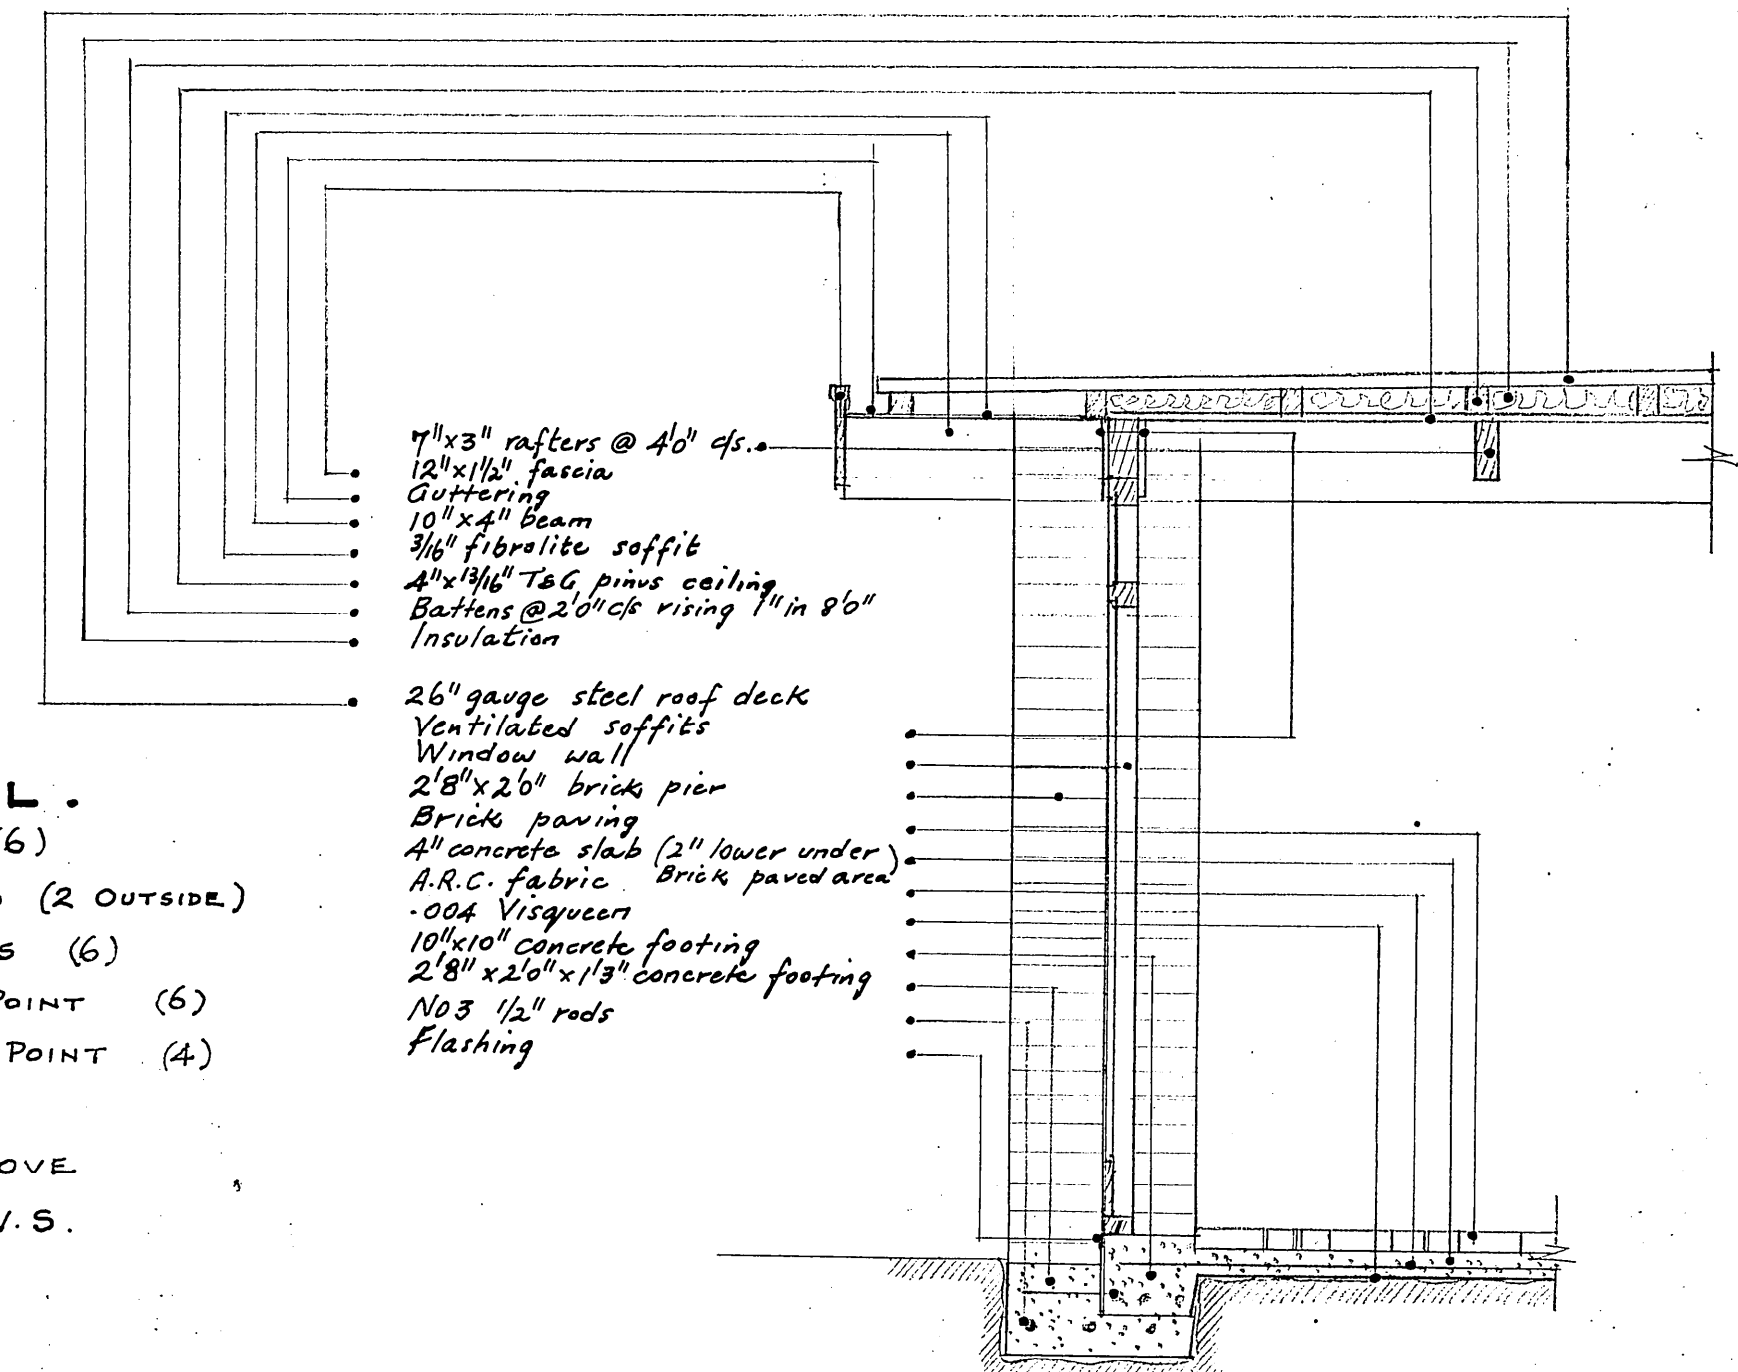 7"x3" rafters @ 4'0" c/s.
12"x1½" fascia
Guttering
10"x4" beam
3/16" fibrolite soffit
4"x13/16" T&G pinus ceiling
Battens @ 2'0" c/s rising 1" in 8'0"
Insulation
26" gauge steel roof deck
Ventilated soffits
Window wall
2'8"x2'0" brick pier
Brick paving
4" concrete slab (2" lower under)
A.R.C. fabric Brick paved area
.004 Visqueen
10"x10" concrete footing
2'8"x2'0"x1'3" concrete footing
NO3 1/2" rods
Flashing
L.
6)
(2 OUTSIDE)
S (6)
POINT (6)
POINT (4)
OVE
V.S.